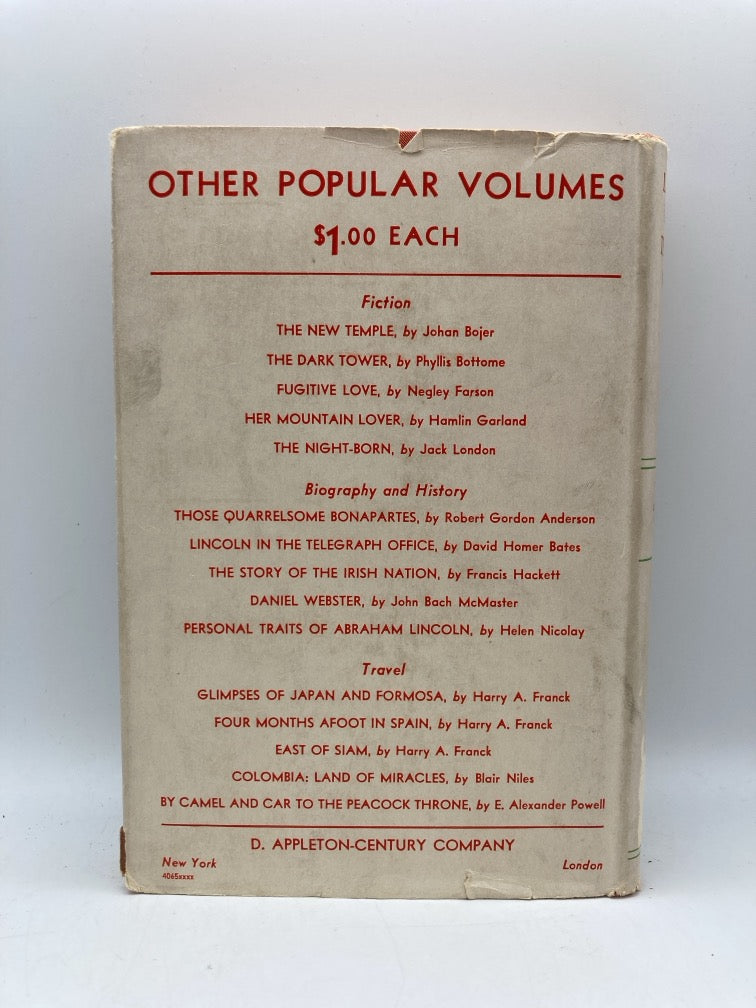 OTHER POPULAR VOLUMES
$1.00 EACH
Fiction
THE NEW TEMPLE, by Johan Bojer
THE DARK TOWER, by Phyllis Bottome
FUGITIVE LOVE, by Negley Farson
HER MOUNTAIN LOVER, by Hamlin Garland
THE NIGHT-BORN, by Jack London
Biography and History
THOSE QUARRELSOME BONAPARTES, by Robert Gordon Anderson
LINCOLN IN THE TELEGRAPH OFFICE, by David Homer Bates
THE STORY OF THE IRISH NATION, by Francis Hackett
DANIEL WEBSTER, by John Bach McMaster
PERSONAL TRAITS OF ABRAHAM LINCOLN, by Helen Nicolay
Travel
GLIMPSES OF JAPAN AND FORMOSA, by Harry A. Franck
FOUR MONTHS AFOOT IN SPAIN, by Harry A. Franck
EAST OF SIAM, by Harry A. Franck
COLOMBIA: LAND OF MIRACLES, by Blair Niles
BY CAMEL AND CAR TO THE PEACOCK THRONE, by E. Alexander Powell
D. APPLETON-CENTURY COMPANY
New York London
4065xxxx